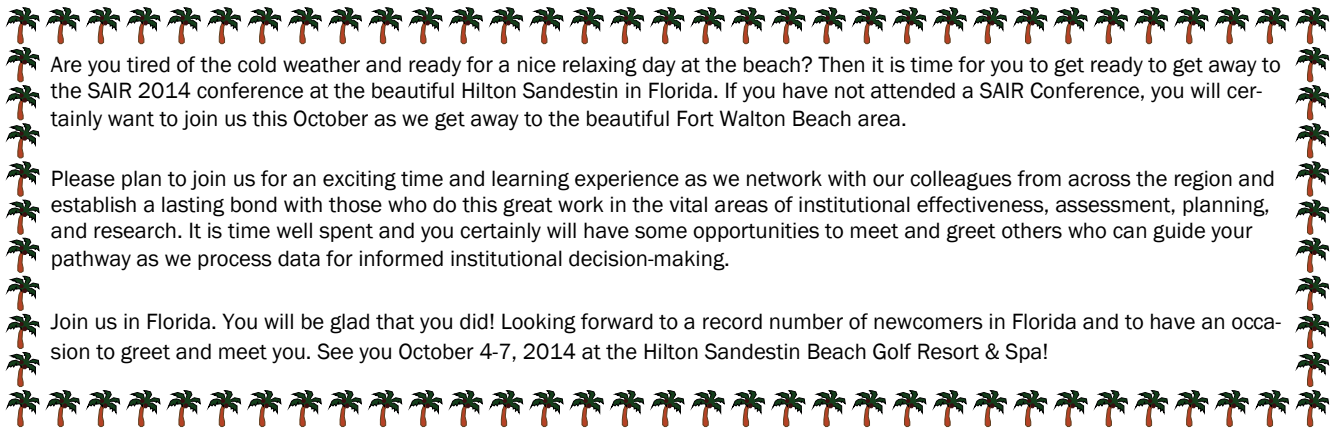 Are you tired of the cold weather and ready for a nice relaxing day at the beach? Then it is time for you to get ready to get away to
the SAIR 2014 conference at the beautiful Hilton Sandestin in Florida. If you have not attended a SAIR Conference, you will cer-
tainly want to join us this October as we get away to the beautiful Fort Walton Beach area.
Please plan to join us for an exciting time and learning experience as we network with our colleagues from across the region and
establish a lasting bond with those who do this great work in the vital areas of institutional effectiveness, assessment, planning,
and research. It is time well spent and you certainly will have some opportunities to meet and greet others who can guide your
pathway as we process data for informed institutional decision-making.
Join us in Florida. You will be glad that you did! Looking forward to a record number of newcomers in Florida and to have an occa-
sion to greet and meet you. See you October 4-7, 2014 at the Hilton Sandestin Beach Golf Resort & Spa!